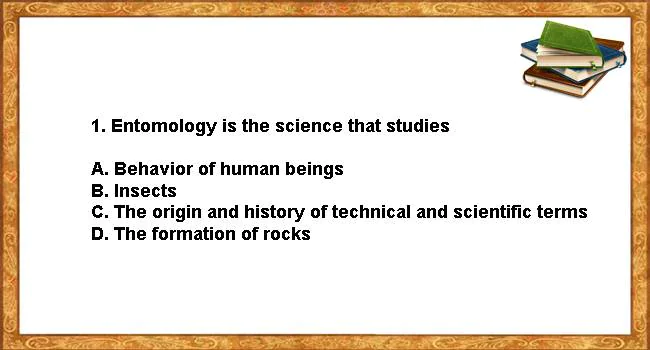 1. Entomology is the science that studies
A. Behavior of human beings
B. Insects
C. The origin and history of technical and scientific terms
D. The formation of rocks